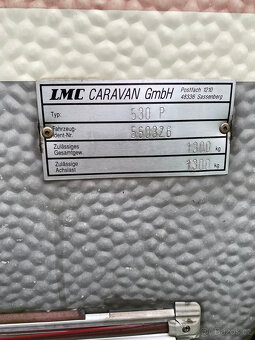 LMC CARAVAN GmbH Postfach 1210
48336 Sassenberg
Typ: 530 P
Fahrzeug-
Ident-Nr. 550326
Zulässiges
Gesamtgew. 1300 kg
Zulässige
Achslast 1300 kg